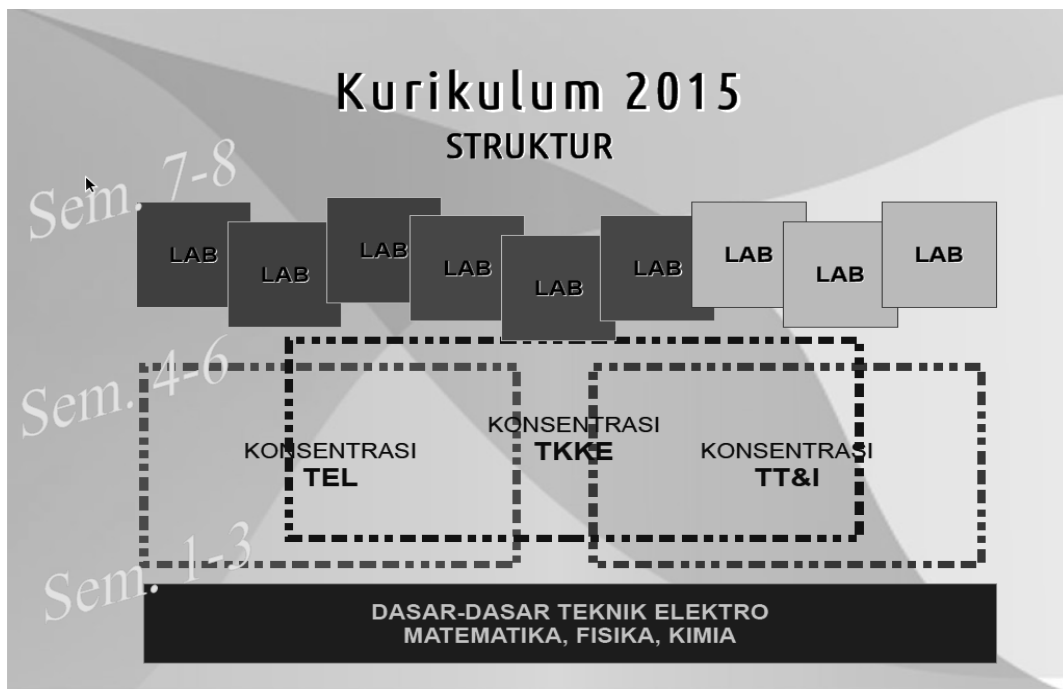 Kurikulum 2015
STRUKTUR
Sem. 7-8
LAB
LAB
LAB
LAB
LAB
LAB
LAB
LAB
LAB
Sem. 4-6
KONSENTRASI
TEL
KONSENTRASI
TKKE
KONSENTRASI
TT&I
Sem. 1-3
DASAR-DASAR TEKNIK ELEKTRO
MATEMATIKA, FISIKA, KIMIA